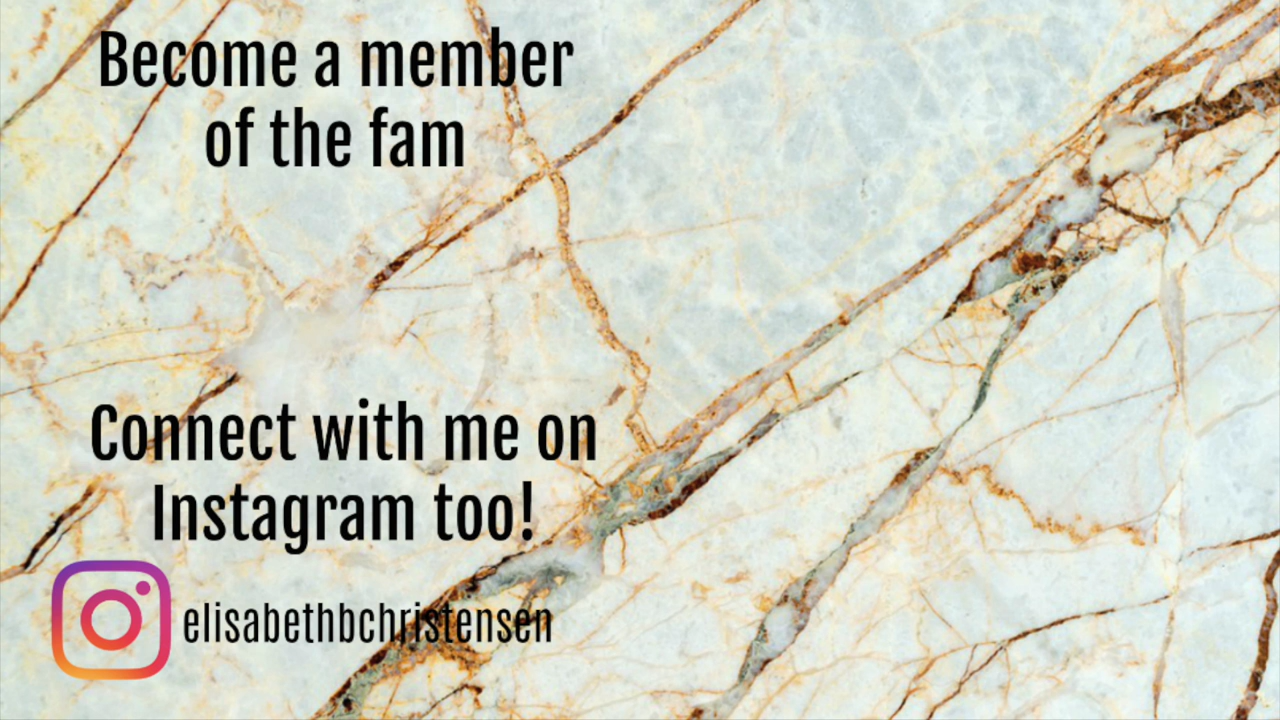 Become a member
of the fam
Connect with me on
Instagram too!
elisabethbchristensen